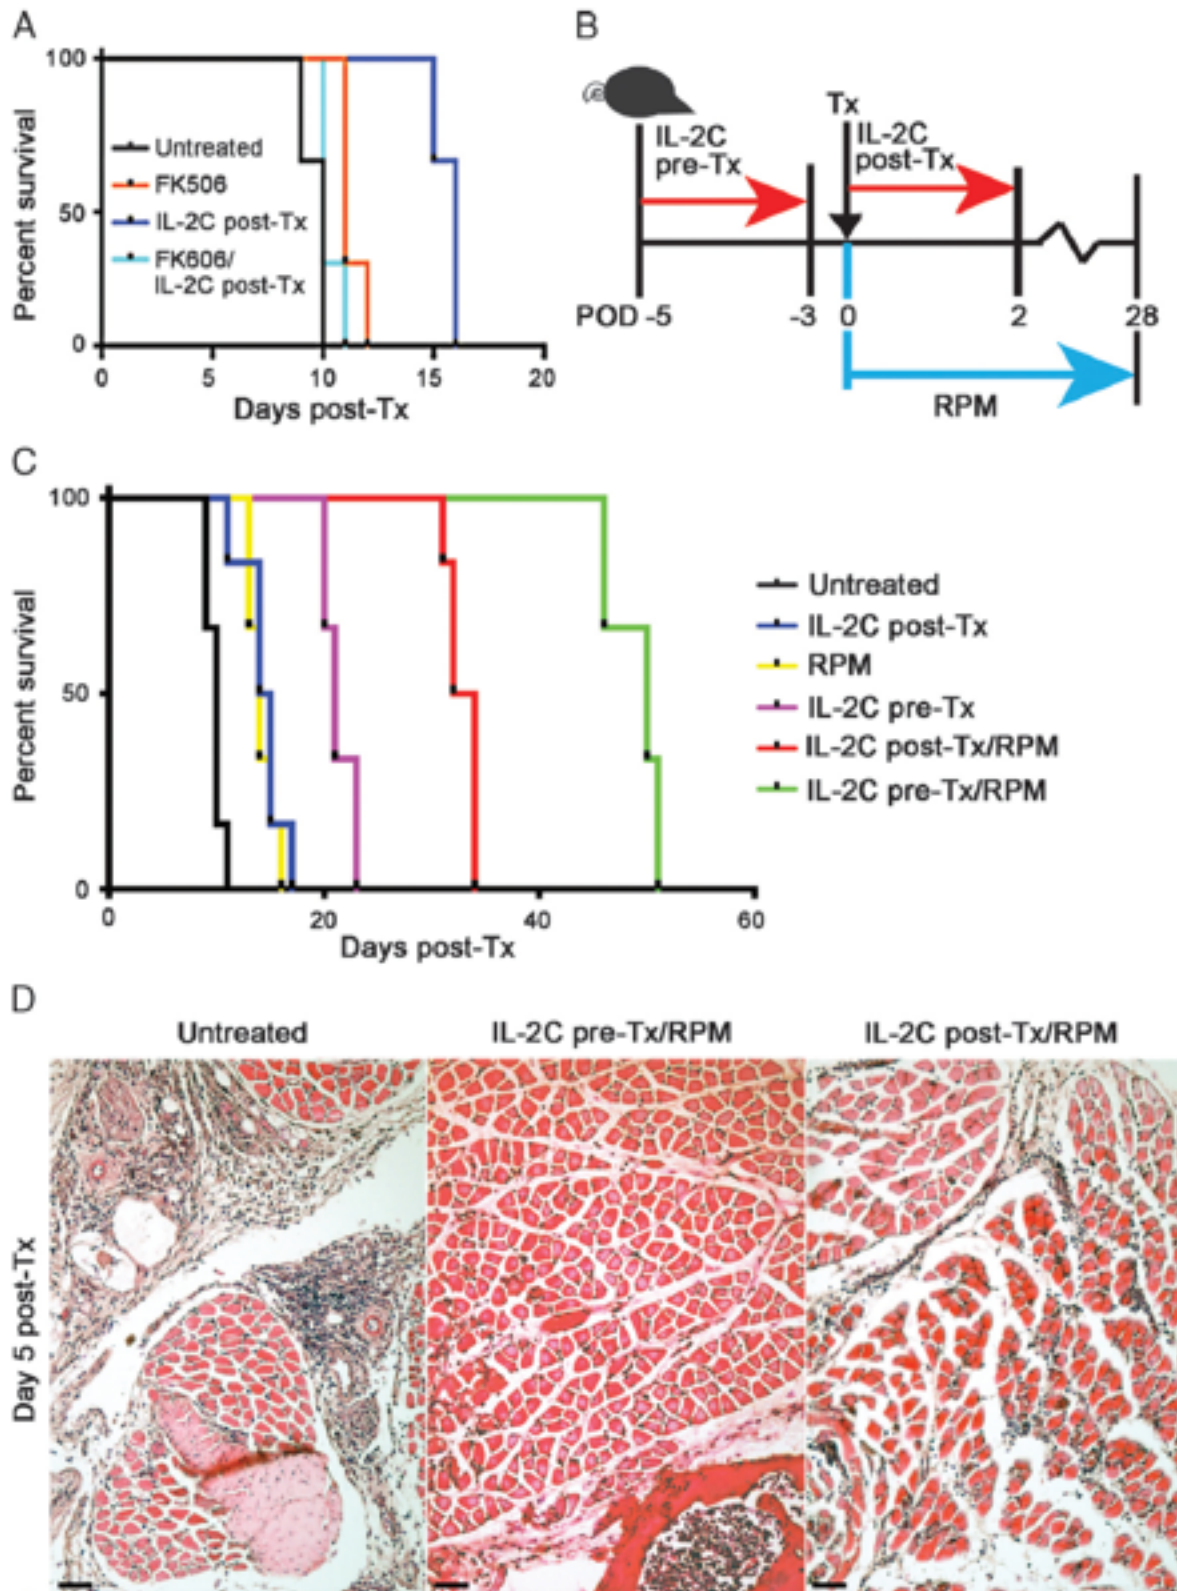 A
Percent survival
100
50
0
Untreated
FK506
IL-2C post-Tx
FK606/
IL-2C post-Tx
0 5 10 15 20
Days post-Tx
B
Tx
IL-2C
pre-Tx
IL-2C
post-Tx
POD -5 -3 0 2 28
RPM
C
Percent survival
100
50
0
0 20 40 60
Days post-Tx
Untreated
IL-2C post-Tx
RPM
IL-2C pre-Tx
IL-2C post-Tx/RPM
IL-2C pre-Tx/RPM
D
Untreated IL-2C pre-Tx/RPM IL-2C post-Tx/RPM
Day 5 post-Tx